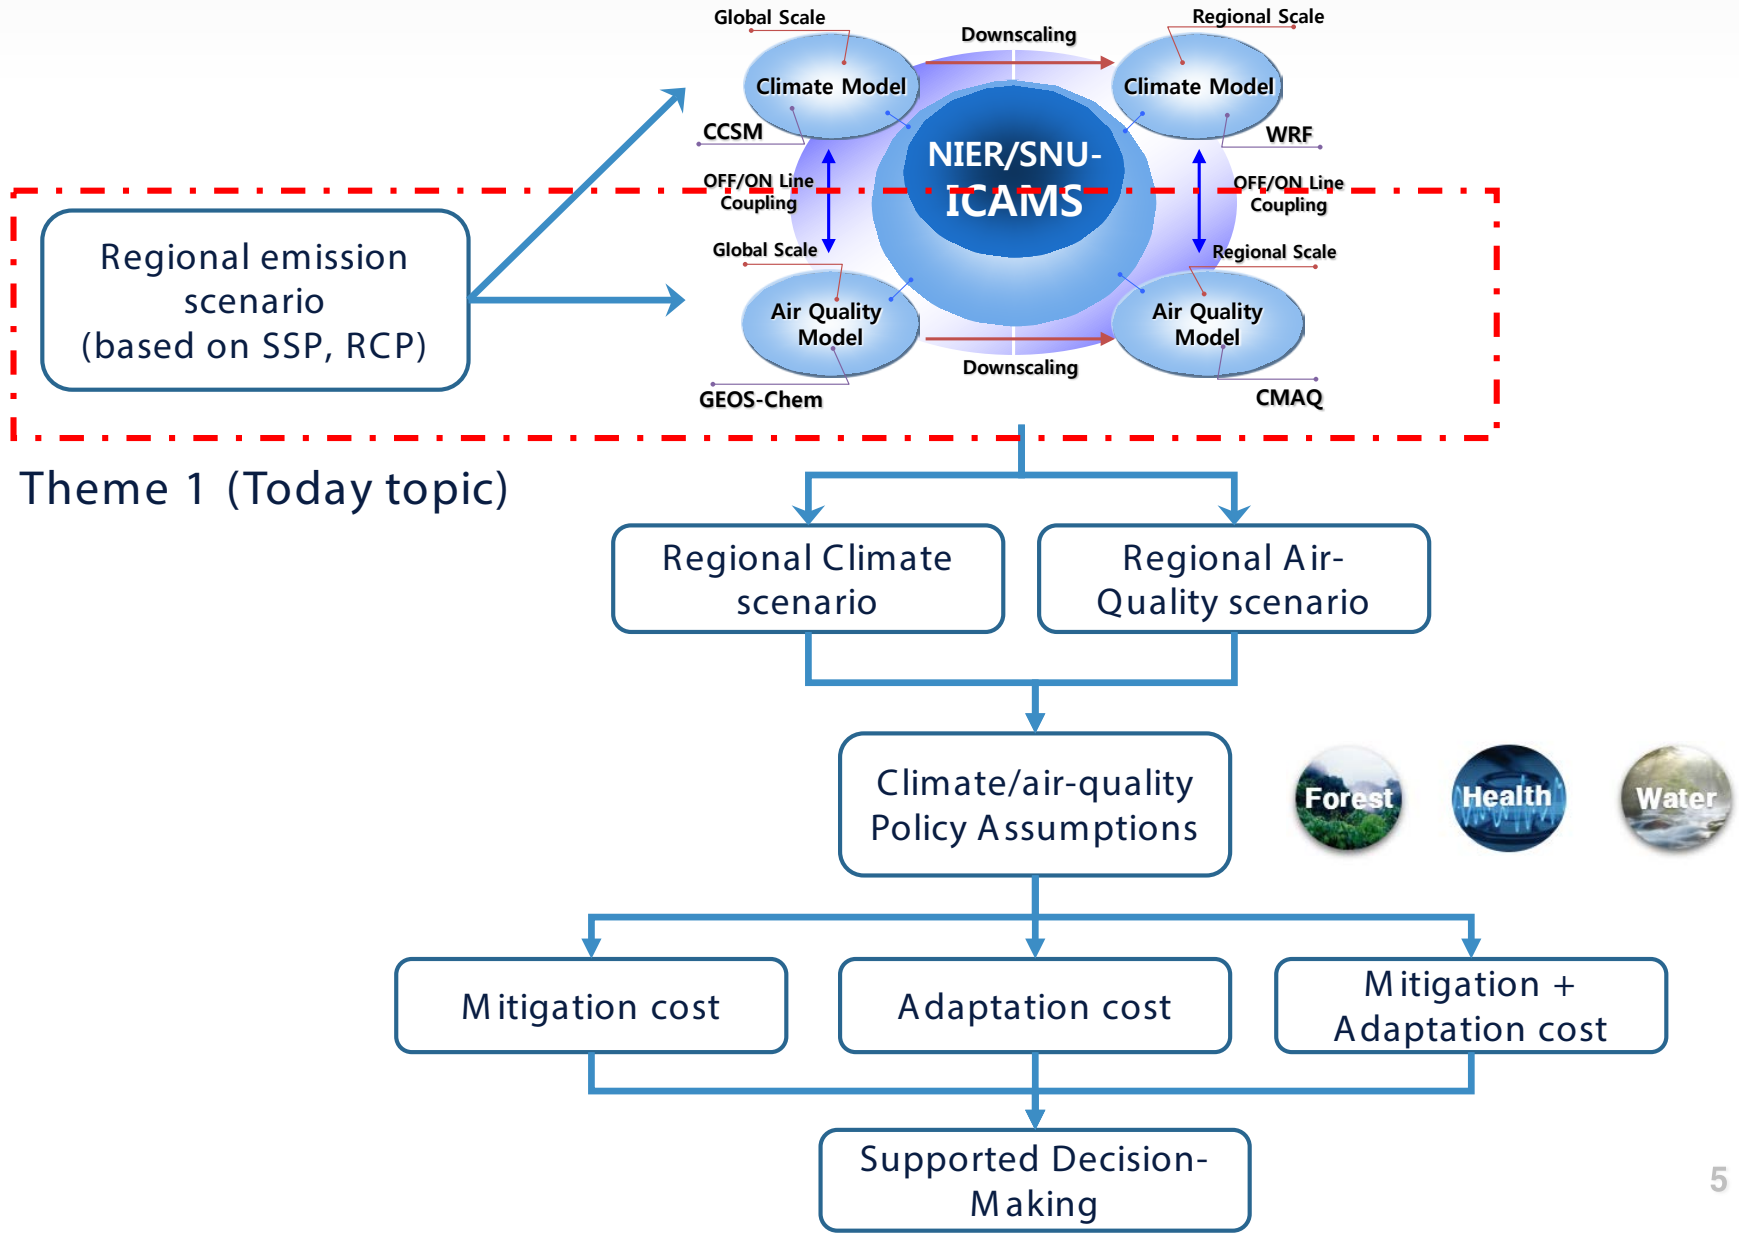 Global Scale
Downscaling
Regional Scale
Climate Model
Climate Model
CCSM
WRF
NIER/SNU-
ICAMS
OFF/ON Line
Coupling
OFF/ON Line
Coupling
Regional emission
scenario
(based on SSP, RCP)
Global Scale
Regional Scale
Air Quality
Model
Air Quality
Model
Downscaling
GEOS-Chem
CMAQ
Theme 1 (Today topic)
Regional Climate
scenario
Regional Air-
Quality scenario
Climate/air-quality
Policy Assumptions
Forest
Health
Water
Mitigation cost
Adaptation cost
Mitigation +
Adaptation cost
Supported Decision-
Making
5